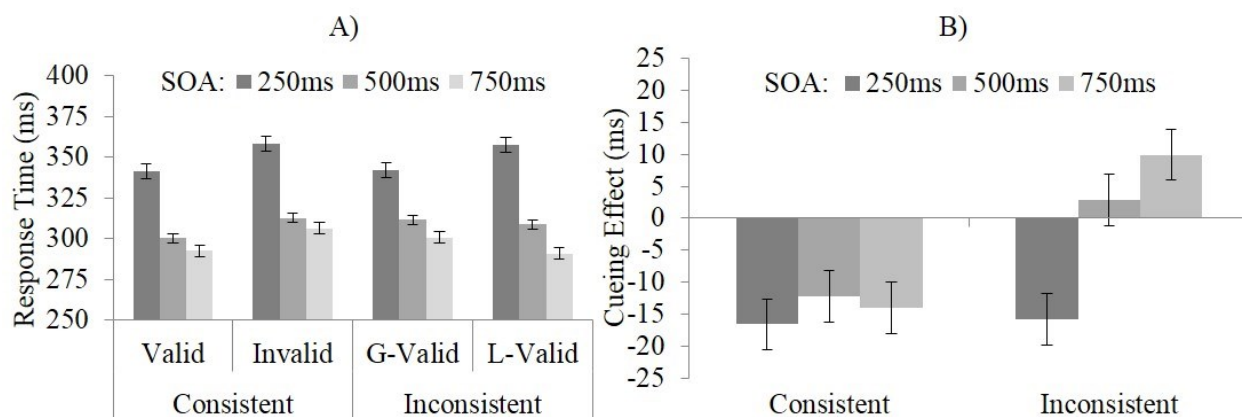 A)
SOA: 250ms 500ms 750ms
Response Time (ms)
400
375
350
325
300
275
250
Valid Invalid G-Valid L-Valid
Consistent Inconsistent
B)
SOA: 250ms 500ms 750ms
Cueing Effect (ms)
25
20
15
10
5
0
-5
-10
-15
-20
-25
Consistent Inconsistent